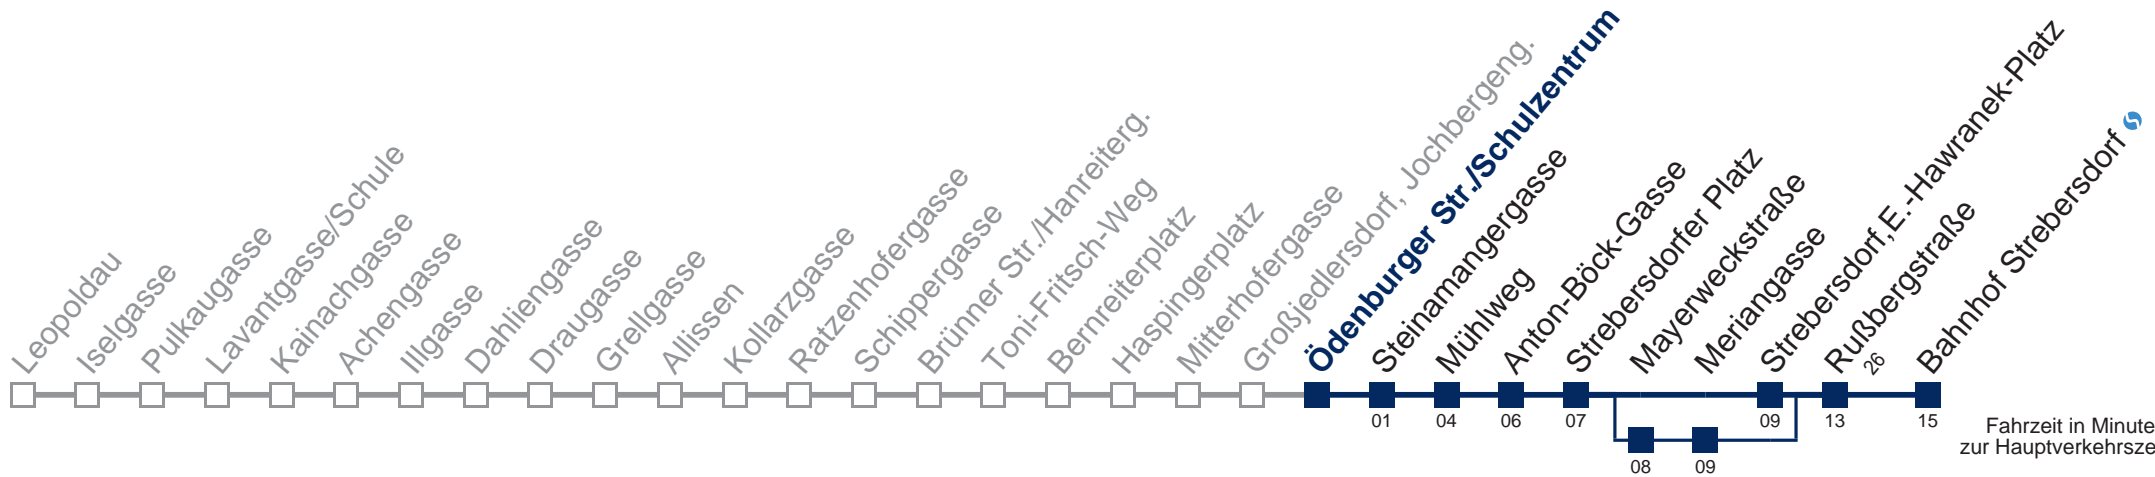 Leopoldau
Iselgasse
Pulkaugasse
Lavantgasse/Schule
Kainachgasse
Achengasse
Illgasse
Dahliengasse
Draugasse
Grellgasse
Allissen
Kollarzgasse
Ratzenhofergasse
Schippergasse
Brünner Str./Hanreiterg.
Toni-Fritsch-Weg
Bernreiterplatz
Haspingerplatz
Mitterhofergasse
Großjedlersdorf, Jochbergeng.
Ödenburger Str./Schulzentrum
Steinamangergasse
Mühlweg
Anton-Böck-Gasse
Strebersdorfer Platz
Mayerweckstraße
Meriangasse
Strebersdorf,E.-Hawranek-Platz
Rußbergstraße
26
Bahnhof Strebersdorf
01
04
06
07
09
13
15
08
09
Fahrzeit in Minute
zur Hauptverkehrsze